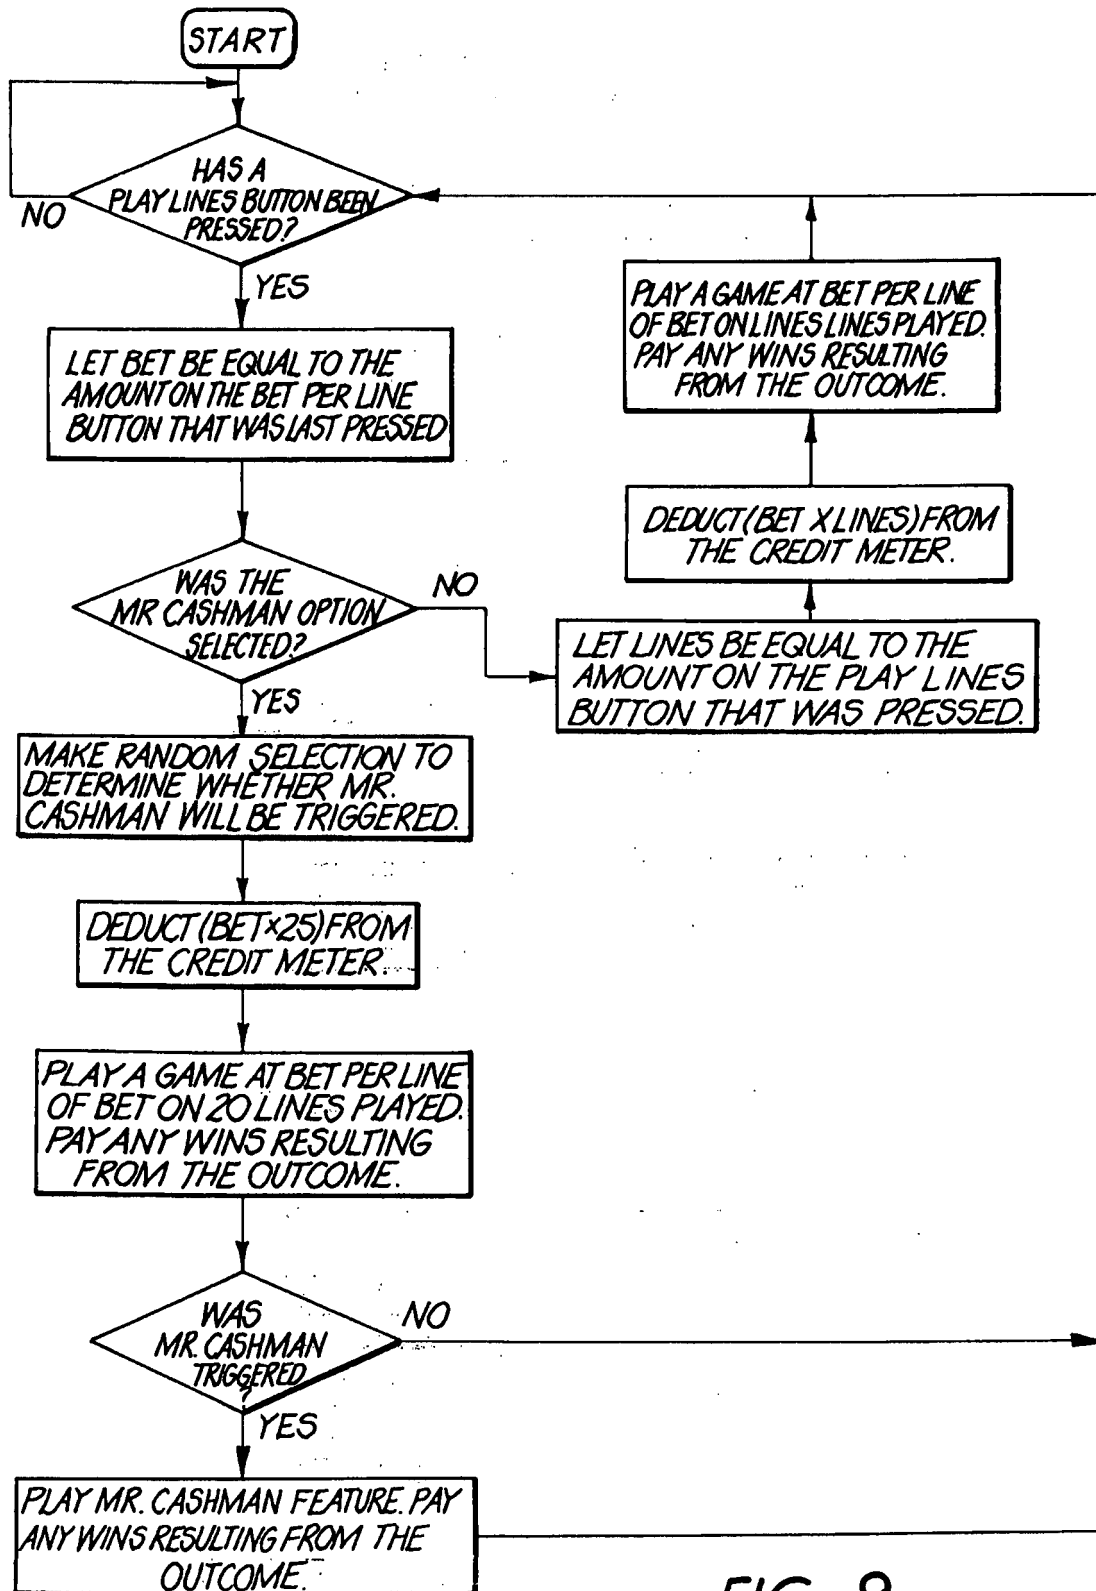 START
HAS A
PLAY LINES BUTTON BEEN
PRESSED?
NO
YES
LET BET BE EQUAL TO THE
AMOUNT ON THE BET PER LINE
BUTTON THAT WAS LAST PRESSED
WAS THE
MR CASHMAN OPTION
SELECTED?
NO
YES
LET LINES BE EQUAL TO THE
AMOUNT ON THE PLAY LINES
BUTTON THAT WAS PRESSED.
DEDUCT (BET X LINES) FROM
THE CREDIT METER.
PLAY A GAME AT BET PER LINE
OF BET ON LINES LINES PLAYED.
PAY ANY WINS RESULTING
FROM THE OUTCOME.
MAKE RANDOM SELECTION TO
DETERMINE WHETHER MR.
CASHMAN WILL BE TRIGGERED.
DEDUCT (BET×25) FROM
THE CREDIT METER.
PLAY A GAME AT BET PER LINE
OF BET ON 20 LINES PLAYED.
PAY ANY WINS RESULTING
FROM THE OUTCOME.
WAS
MR. CASHMAN
TRIGGERED
?
NO
YES
PLAY MR. CASHMAN FEATURE. PAY
ANY WINS RESULTING FROM THE
OUTCOME.